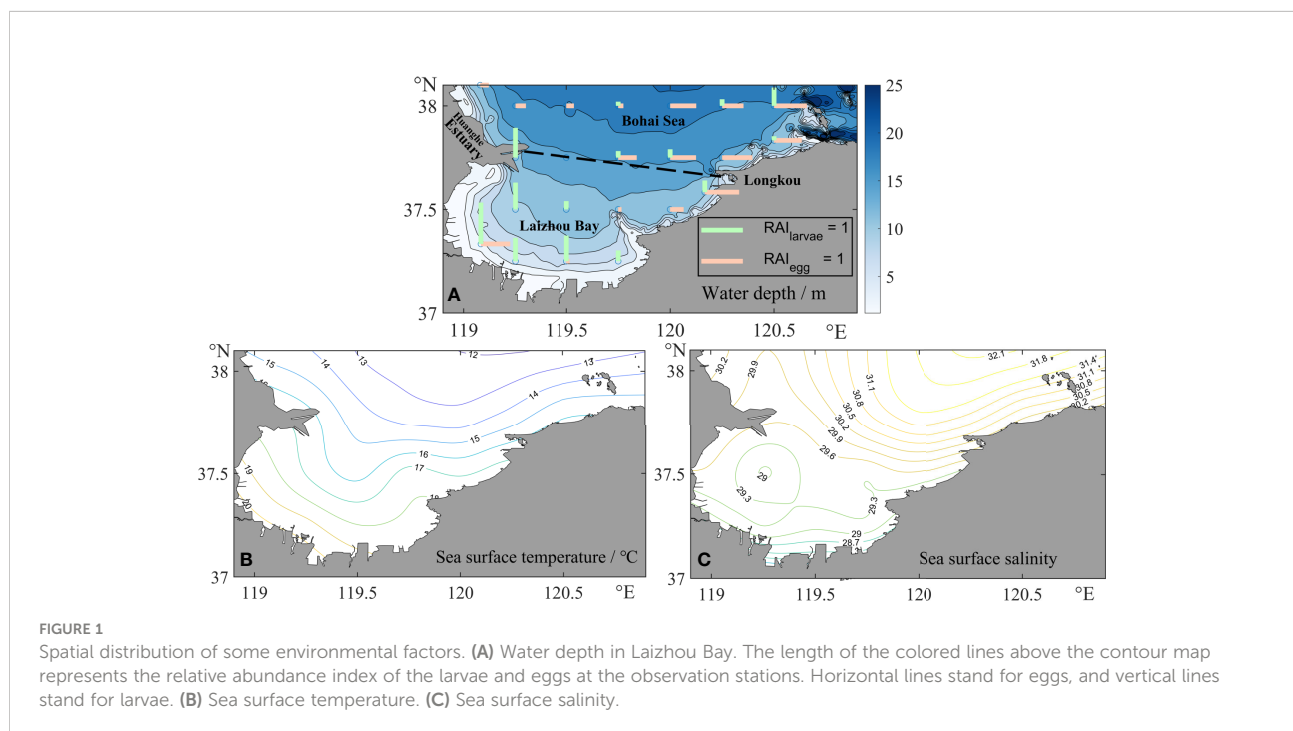 °N
38
37.5
37
Huanghe
Estuary
Bohai Sea
Longkou
Laizhou Bay
RAI larvae = 1
RAI egg = 1
Water depth / m
A
119
119.5
120
120.5
°E
25
20
15
10
5
°N
38
37.5
37
15
14
13
12
13
14
15
16
17
19
20
B
Sea surface temperature / °C
119
119.5
120
120.5
°E
°N
38
37.5
37
30.2
29.9
32.1
31.8
31.4
31.1
30.8
30.5
30.2
31.1
30.8
30.5
30.2
29.9
29.6
29
29.3
29.3
29
28.7
C
Sea surface salinity
119
119.5
120
120.5
°E
FIGURE 1
Spatial distribution of some environmental factors. (A) Water depth in Laizhou Bay. The length of the colored lines above the contour map
represents the relative abundance index of the larvae and eggs at the observation stations. Horizontal lines stand for eggs, and vertical lines
stand for larvae. (B) Sea surface temperature. (C) Sea surface salinity.